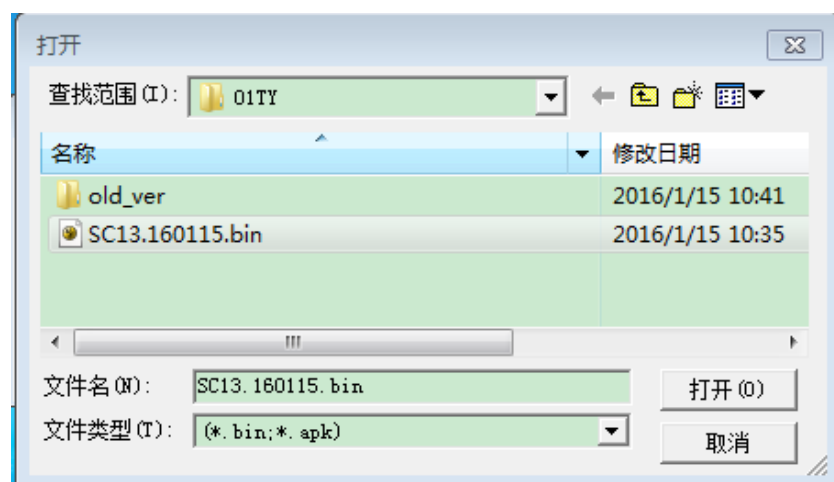 打开
查找范围(I): 01TY
名称 修改日期
old_ver 2016/1/15 10:41
SC13.160115.bin 2016/1/15 10:35
文件名(N): SC13.160115.bin 打开(O)
文件类型(T): (*.bin;*.apk) 取消